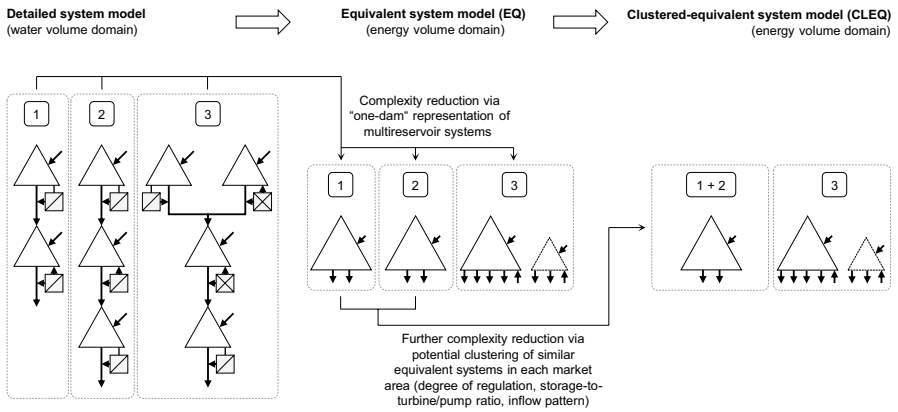 Detailed system model
(water volume domain)
Equivalent system model (EQ)
(energy volume domain)
Clustered-equivalent system model (CLEQ)
(energy volume domain)
1
2
3
Complexity reduction via
“one-dam“ representation of
multireservoir systems
1
2
3
1 + 2
3
Further complexity reduction via
potential clustering of similar
equivalent systems in each market
area (degree of regulation, storage-to-
turbine/pump ratio, inflow pattern)